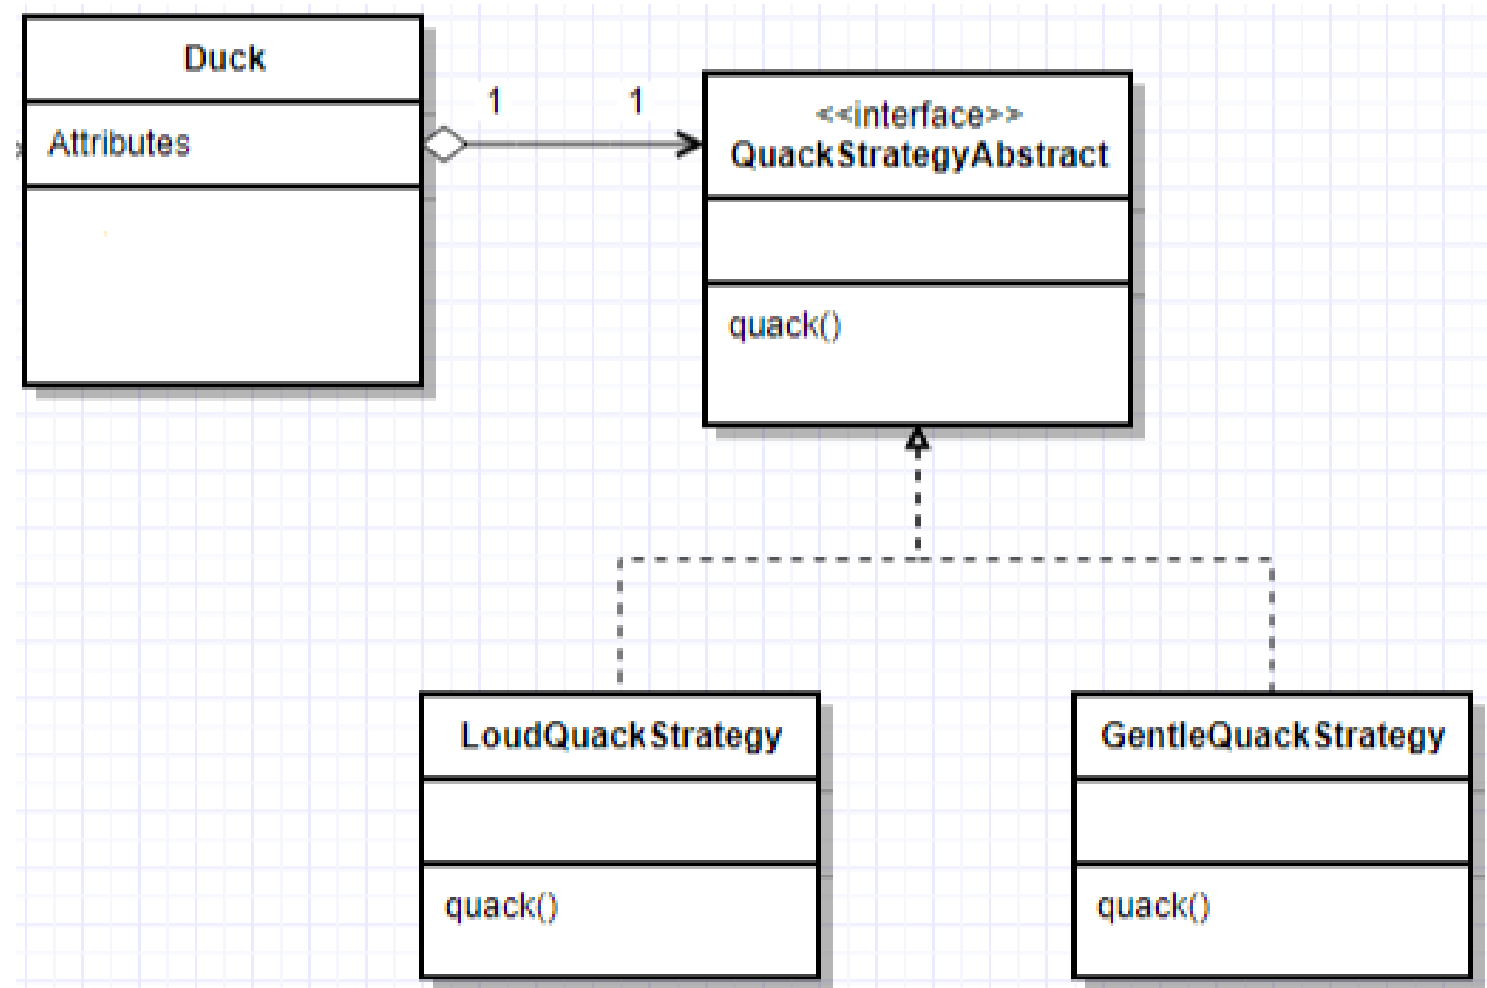 Duck
Attributes
1 1
<<interface>>
QuackStrategyAbstract
quack()
LoudQuackStrategy
quack()
GentleQuackStrategy
quack()